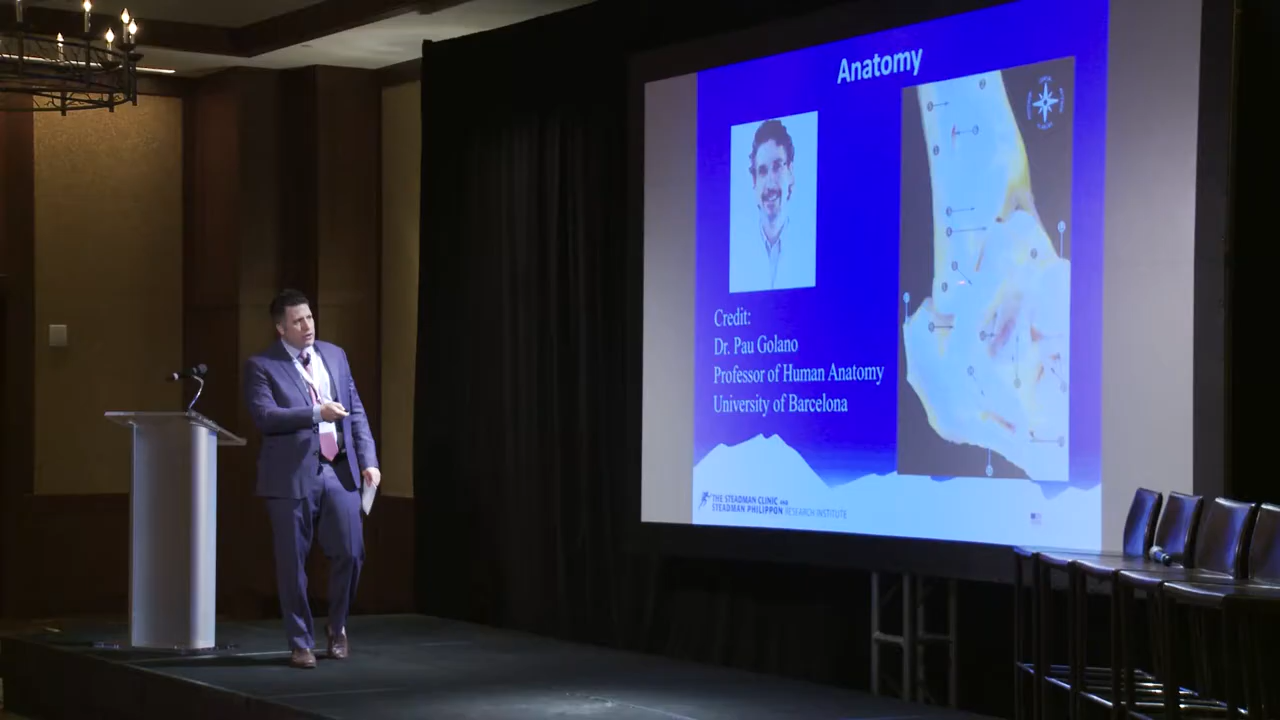 Anatomy
Credit:
Dr. Pau Golano
Professor of Human Anatomy
University of Barcelona
THE STEADMAN CLINIC AND
STEADMAN PHILIPPON RESEARCH INSTITUTE